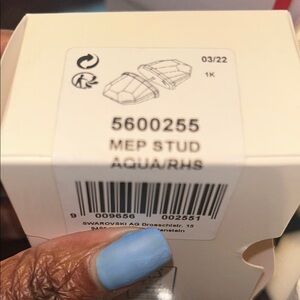 03/22
1K
5600255
MEP STUD
AQUA/RHS
9 009656 002551
SWAROVSKI AG Droeschistr. 15